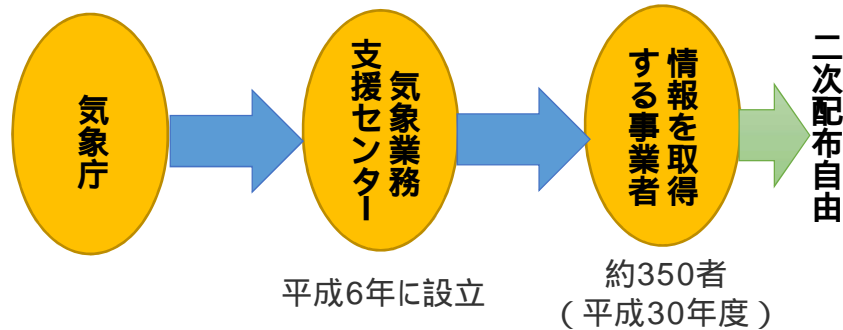 気象庁
気象業務
支援センター
情報を取得
する事業者
二次配布自由
平成6年に設立
約350者
（平成30年度）